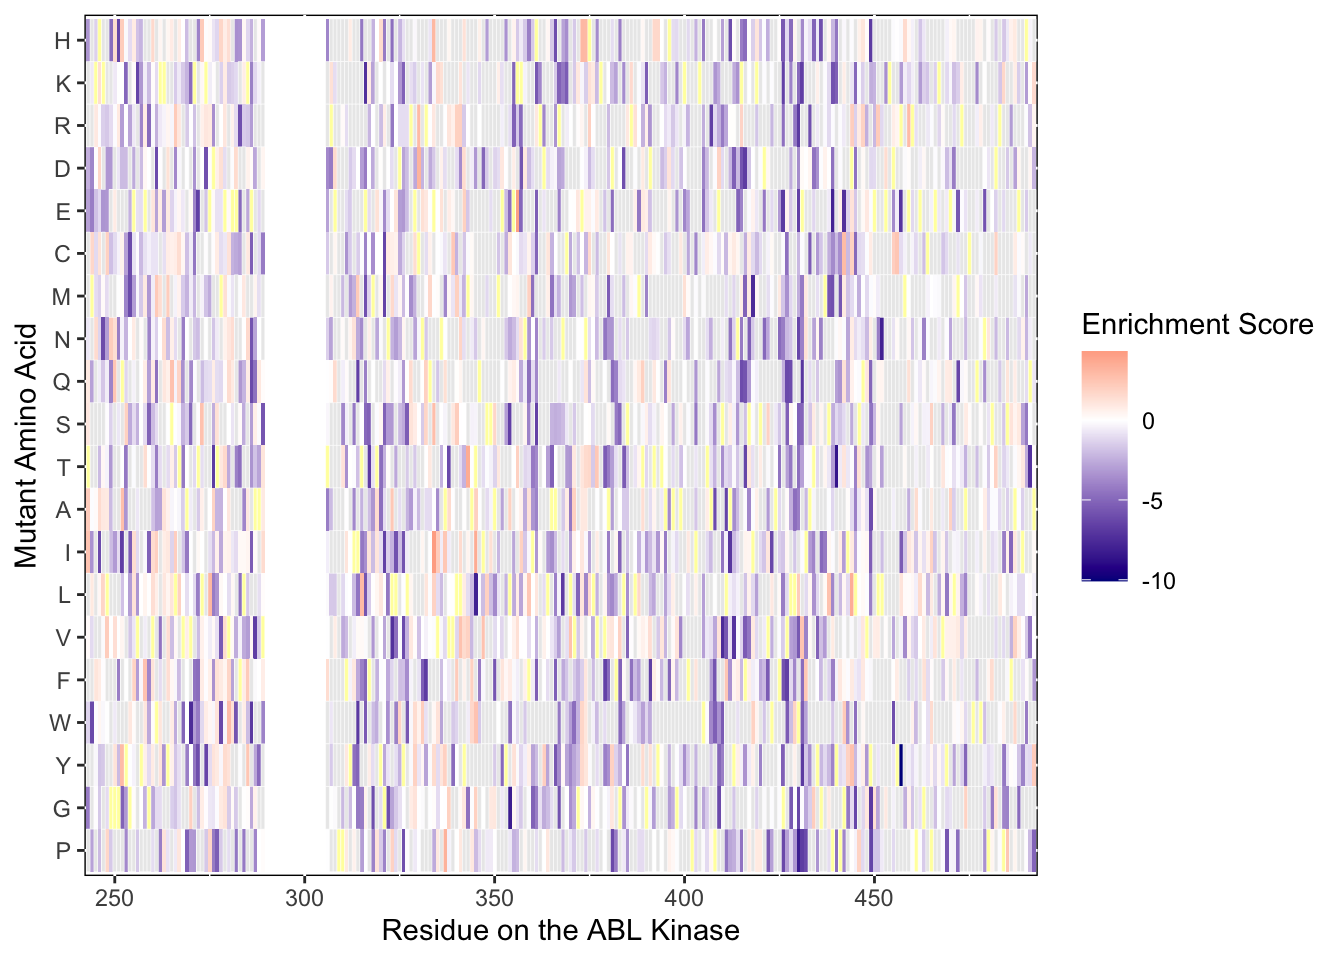 Mutant Amino Acid
H
K
R
D
E
C
M
N
Q
S
T
A
I
L
V
F
W
Y
G
P
250 300 350 400 450
Residue on the ABL Kinase
Enrichment Score
0
-5
-10